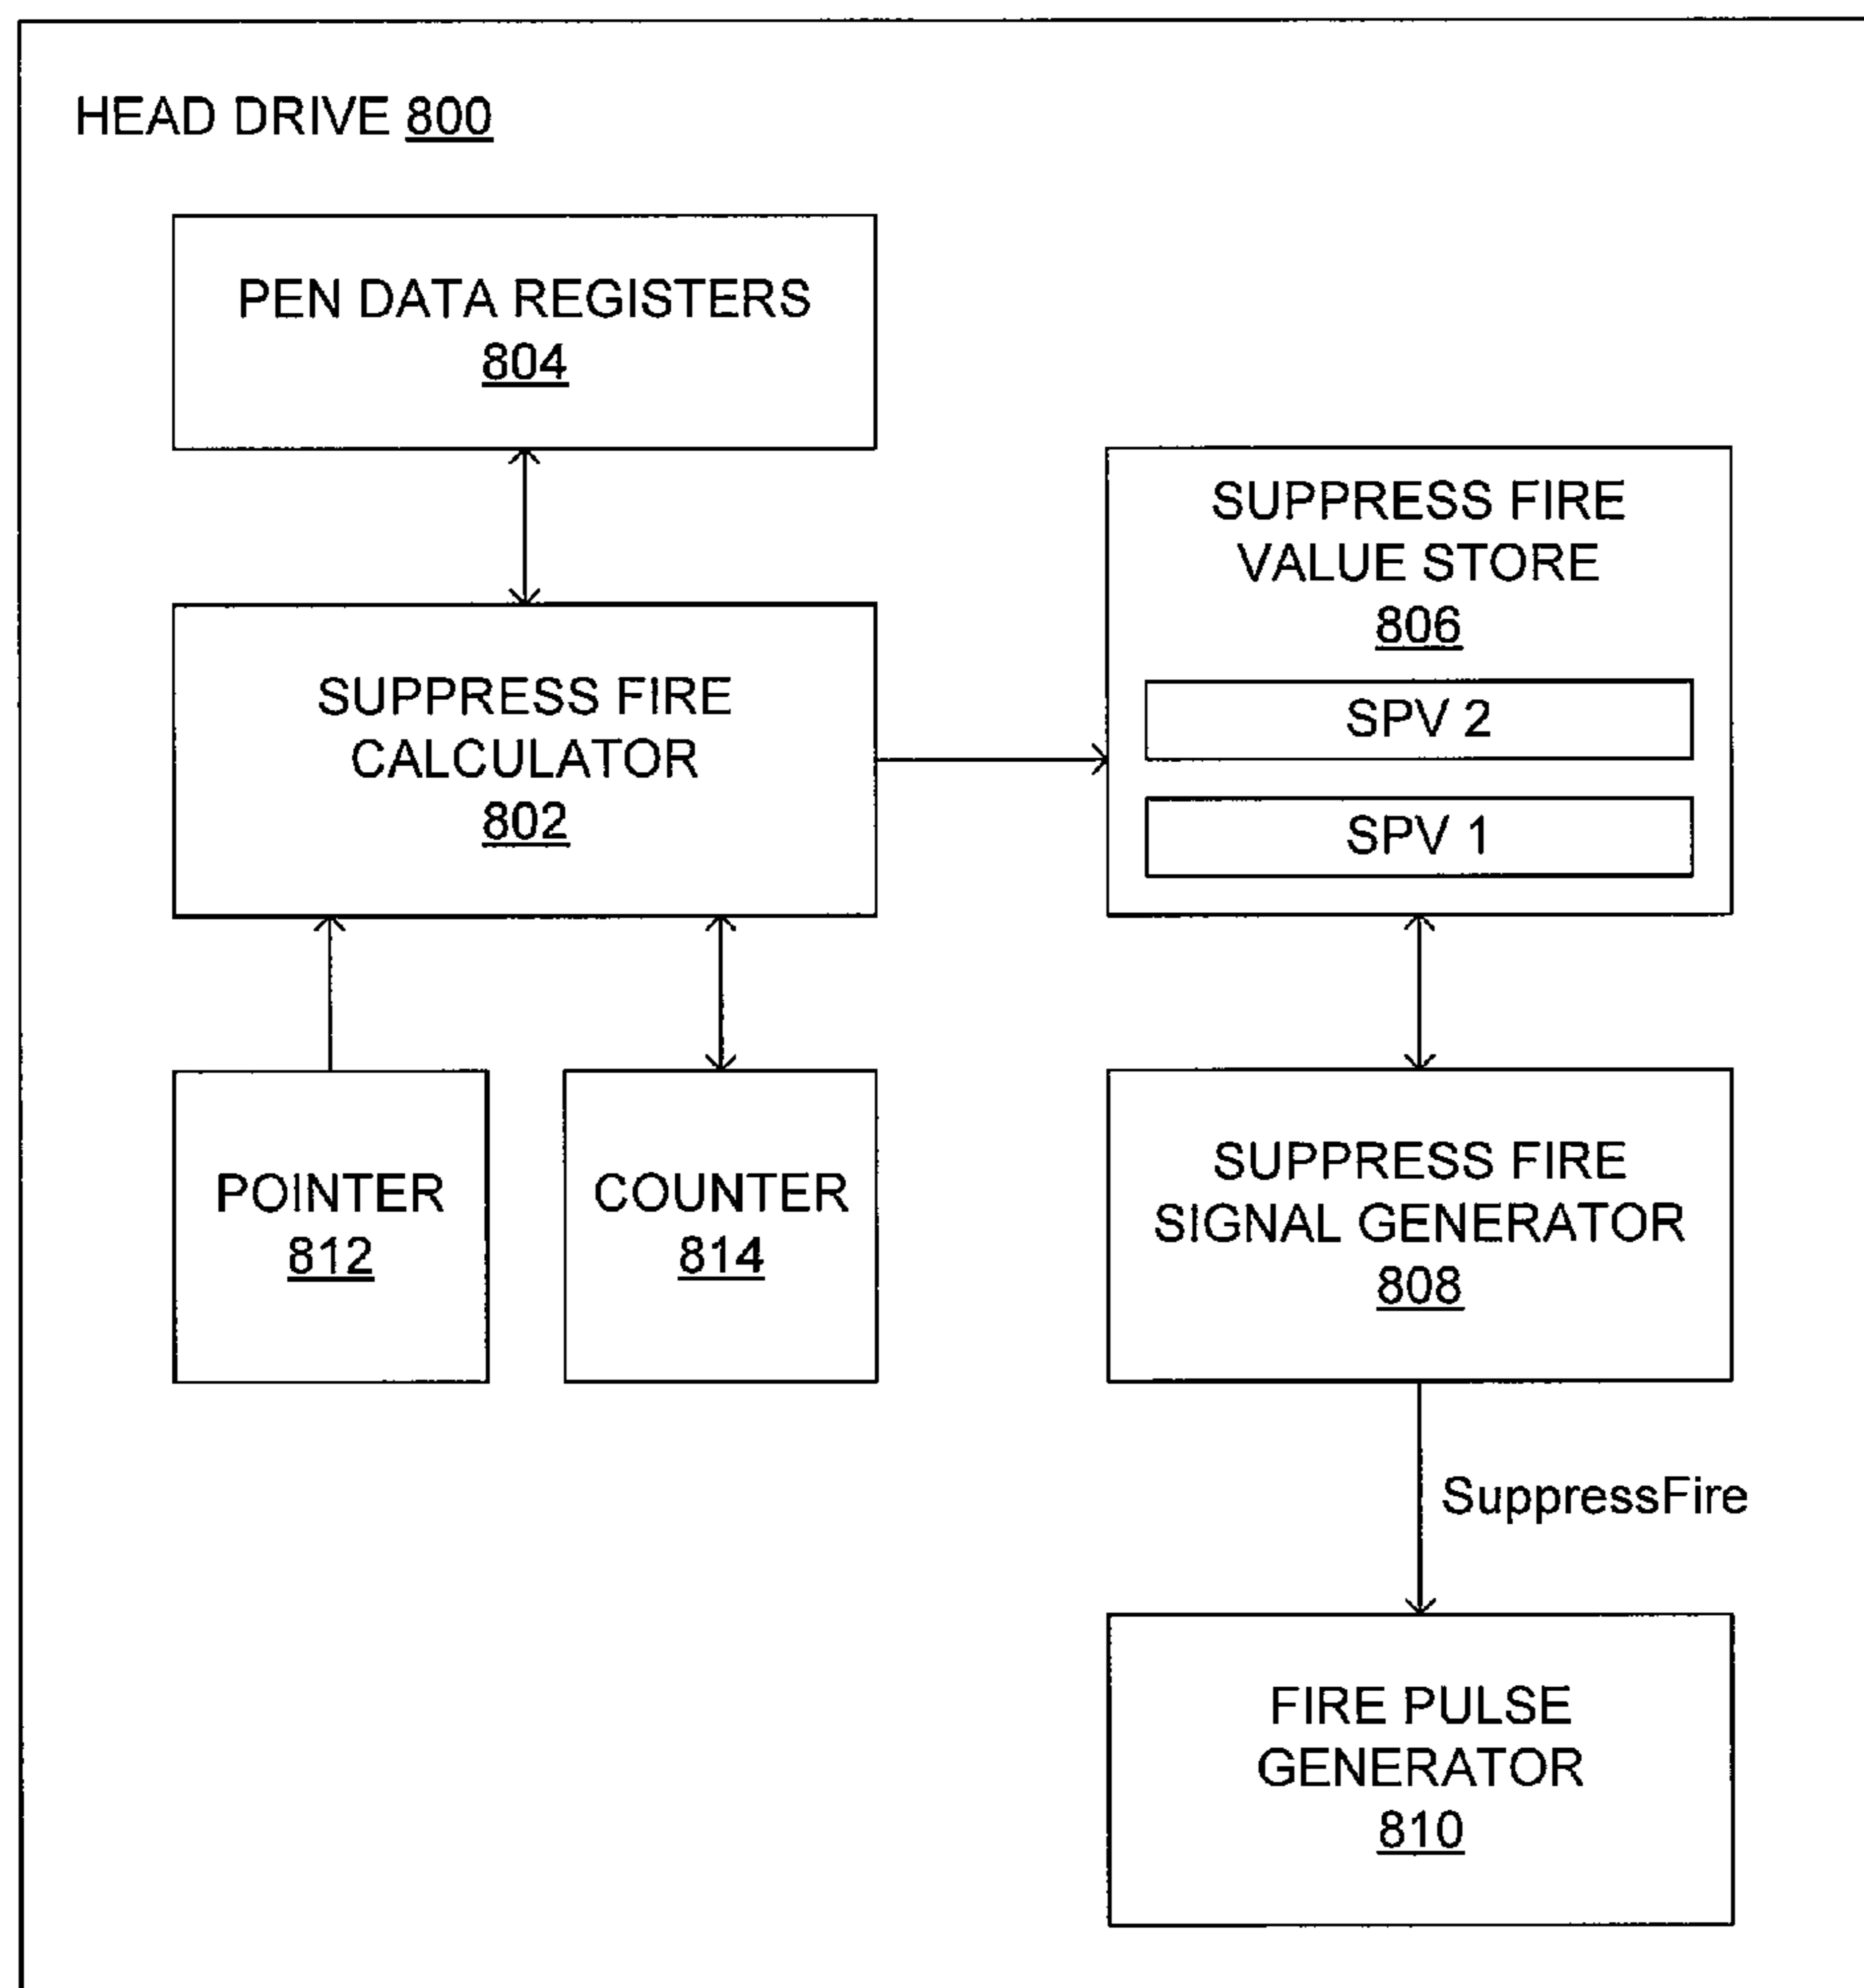 HEAD DRIVE 800
PEN DATA REGISTERS
804
SUPPRESS FIRE
VALUE STORE
806
SPV 2
SPV 1
SUPPRESS FIRE
CALCULATOR
802
POINTER
812
COUNTER
814
SUPPRESS FIRE
SIGNAL GENERATOR
808
SuppressFire
FIRE PULSE
GENERATOR
810